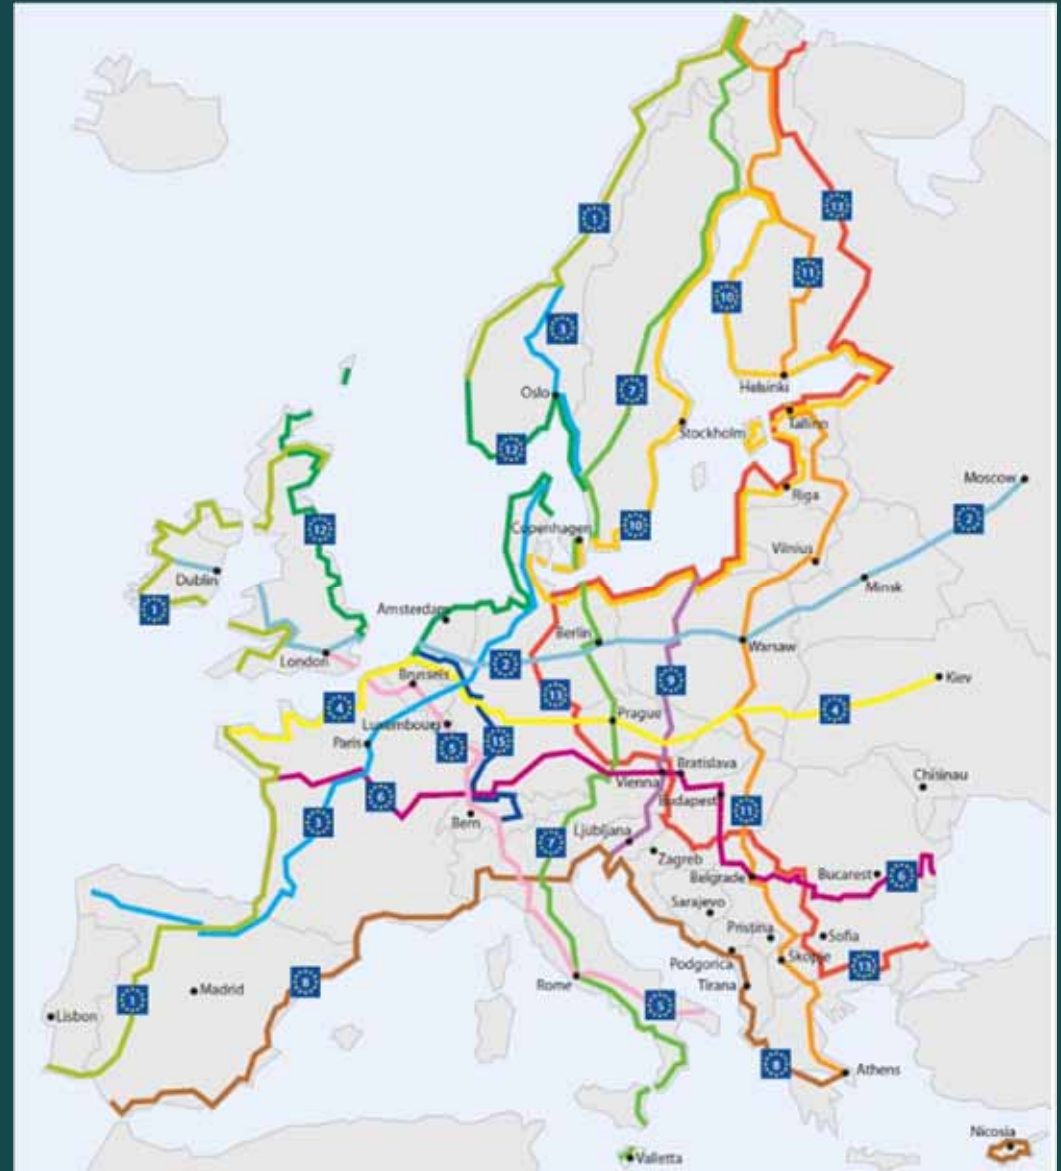 1
13
11
10
3
Oslo
Helsinki
7
Tallinn
Stockholm
12
Moscow
Riga
2
12
Copenhagen
10
Vilnius
Dublin
Minsk
1
Amsterdam
Berlin
Warsaw
London
2
Brussels
9
Kiev
13
4
Luxembourg
Prague
4
Paris
5
15
Bratislava
Vienna
Chisinau
6
Budapest
3
Bern
11
Ljubljana
7
Zagreb
Belgrade
Bucarest
6
Sarajevo
Pristina
Sofia
Skopje
Podgorica
13
8
Rome
Tirana
Madrid
1
5
Lisbon
8
Athens
Nicosia
Valletta